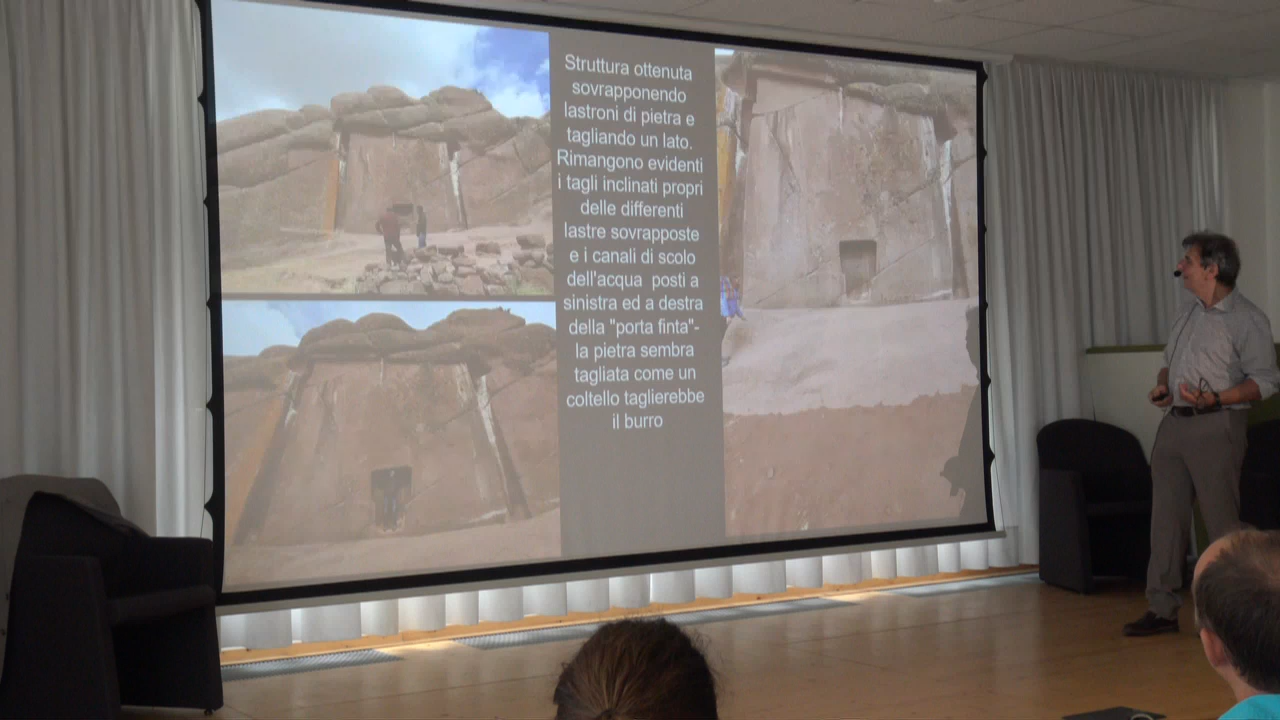 Struttura ottenuta
sovrapponendo
lastroni di pietra e
tagliando un lato.
Rimangono evidenti
i tagli inclinati propri
delle differenti
lastre sovrapposte
e i canali di scolo
dell'acqua posti a
sinistra ed a destra
della "porta finta"-
la pietra sembra
tagliata come un
coltello taglierebbe
il burro